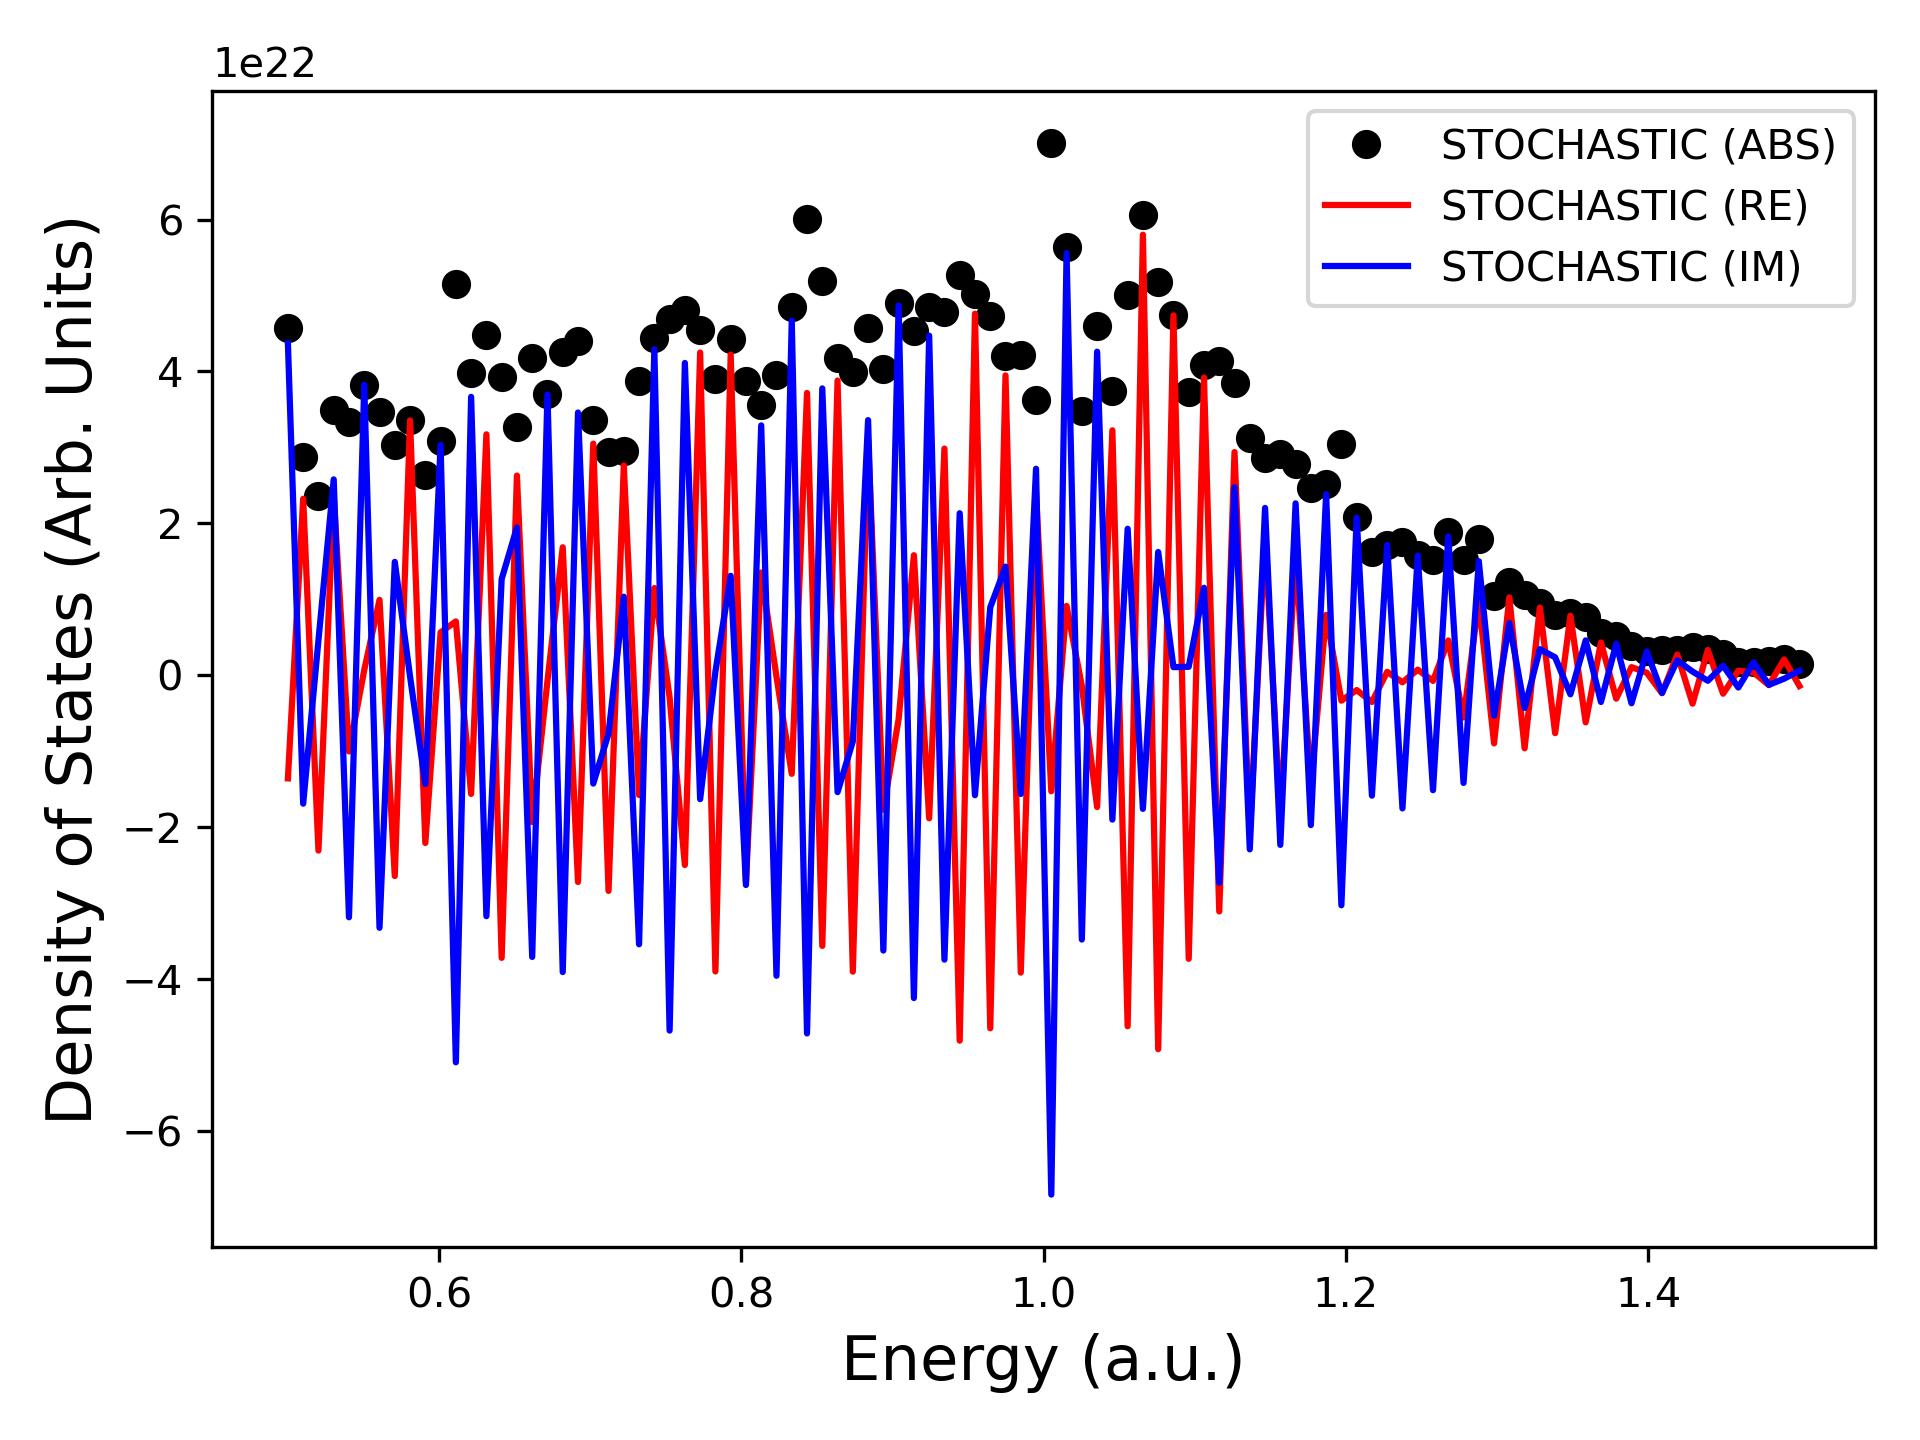 1e22
STOCHASTIC (ABS)
STOCHASTIC (RE)
STOCHASTIC (IM)
Density of States (Arb. Units)
6
4
2
0
−2
−4
−6
0.6 0.8 1.0 1.2 1.4
Energy (a.u.)